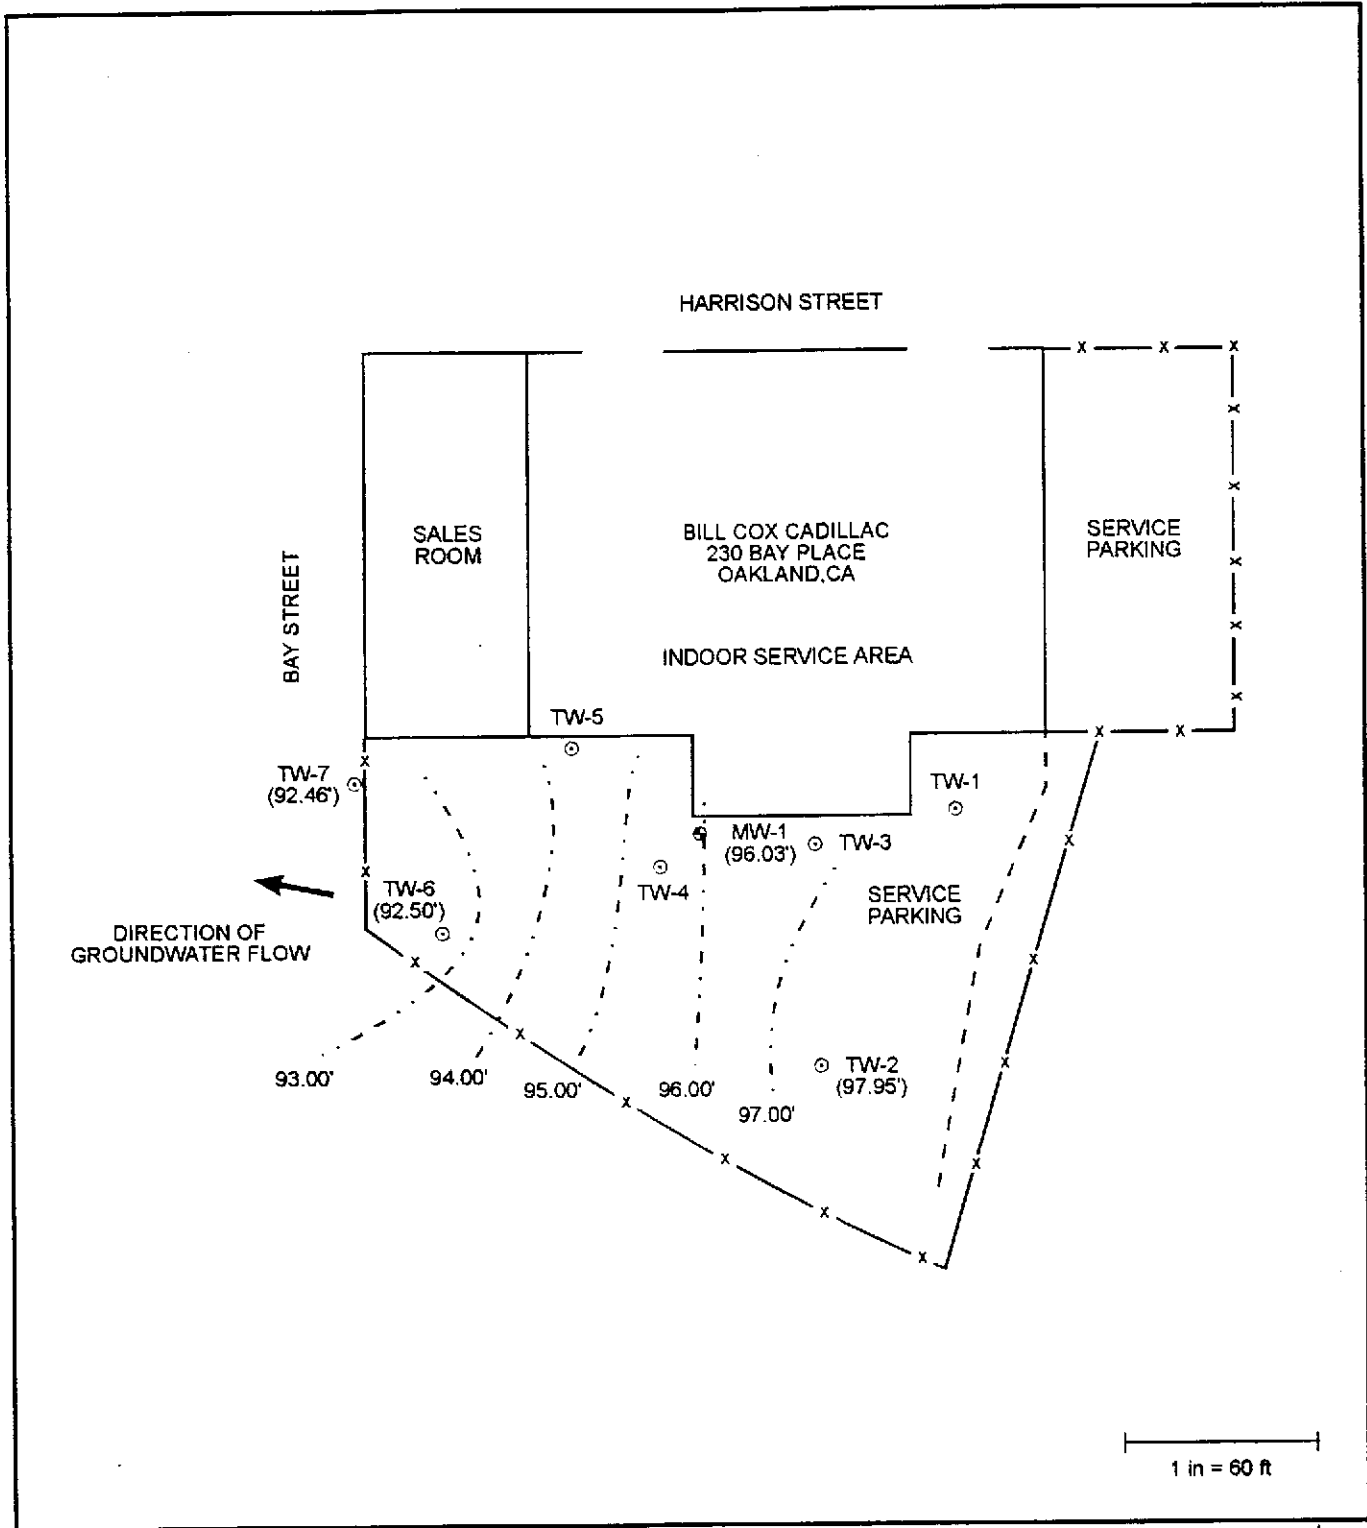 HARRISON STREET
SALES
ROOM
BILL COX CADILLAC
230 BAY PLACE
OAKLAND,CA
SERVICE
PARKING
BAY STREET
INDOOR SERVICE AREA
TW-5
TW-7
(92.46')
TW-1
MW-1
(96.03')
TW-3
TW-4
TW-6
(92.50')
SERVICE
PARKING
DIRECTION OF
GROUNDWATER FLOW
93.00'
94.00'
95.00'
96.00'
97.00'
TW-2
(97.95')
1 in = 60 ft